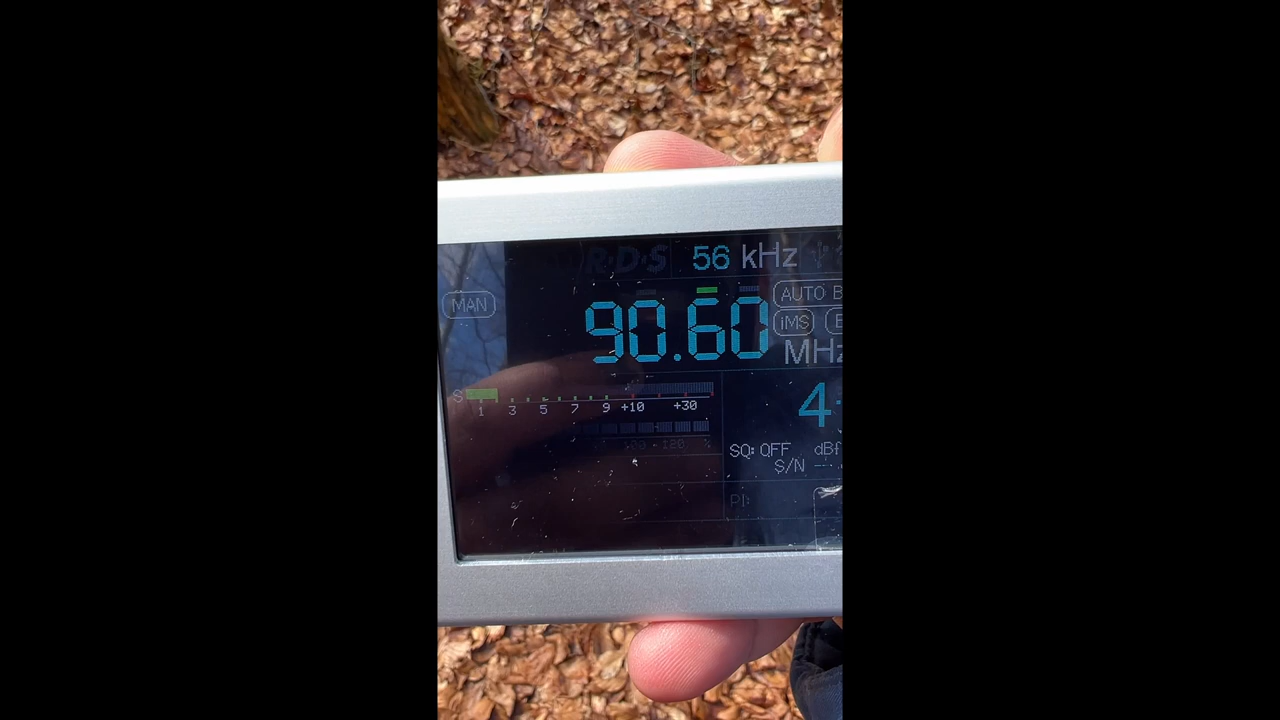 R·D·S 56 kHz
MAN 90.60 AUTO B
iMS
MHz
S 1 3 5 7 9 +10 +30
4
SQ: OFF dBf
S/N --
120 %
PI: